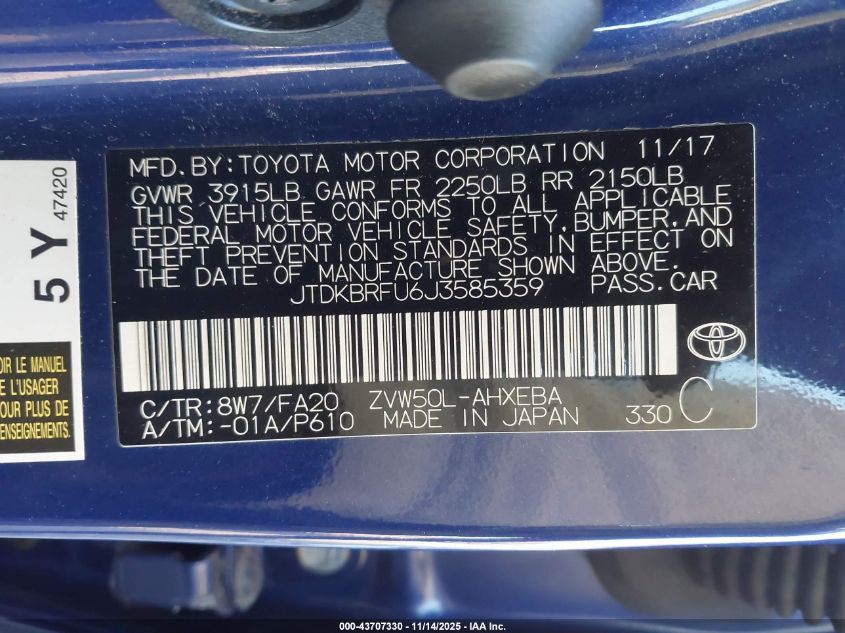 MFD.BY:TOYOTA MOTOR CORPORATION 11/17
GVWR 3915LB GAWR FR 2250LB RR 2150LB
THIS VEHICLE CONFORMS TO ALL APPLICABLE
FEDERAL MOTOR VEHICLE SAFETY,BUMPER,AND
THEFT PREVENTION STANDARDS IN EFFECT ON
THE DATE OF MANUFACTURE SHOWN ABOVE.
JTDKBRFU6J3585359 PASS.CAR
C/TR:8W7/FA20 ZVW50L-AHXEBA
A/TM:-01A/P610 MADE IN JAPAN 330 C
5 Y
47420
OIR LE MANUEL
E L'USAGER
ENSEIGNEMENTS.
000-43707330 - 11/14/2025 - IAA Inc.